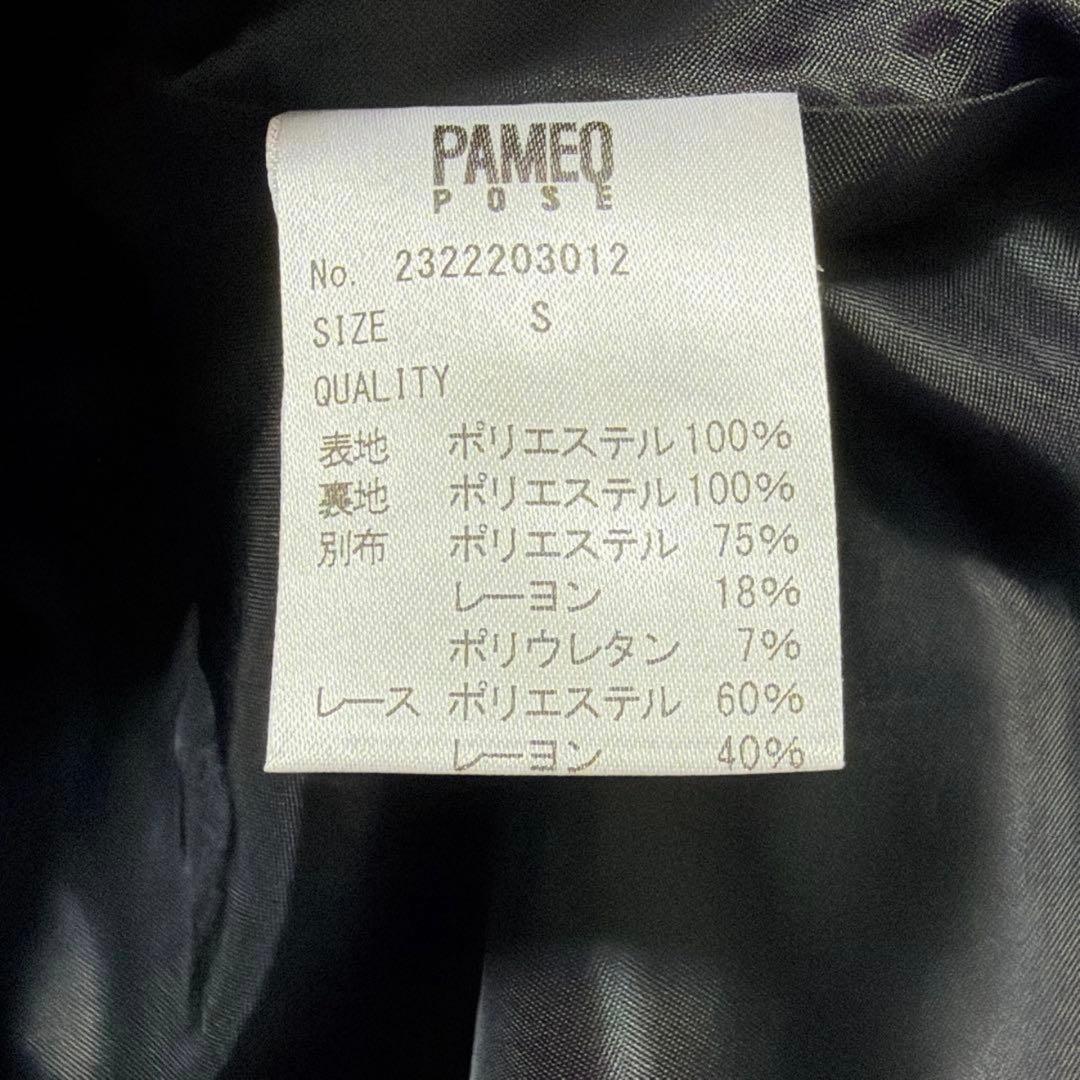 PAMEO
POSE
No. 2322203012
SIZE S
QUALITY
表地 ポリエステル 100%
裏地 ポリエステル 100%
別布 ポリエステル 75%
レーヨン 18%
ポリウレタン 7%
レース ポリエステル 60%
レーヨン 40%